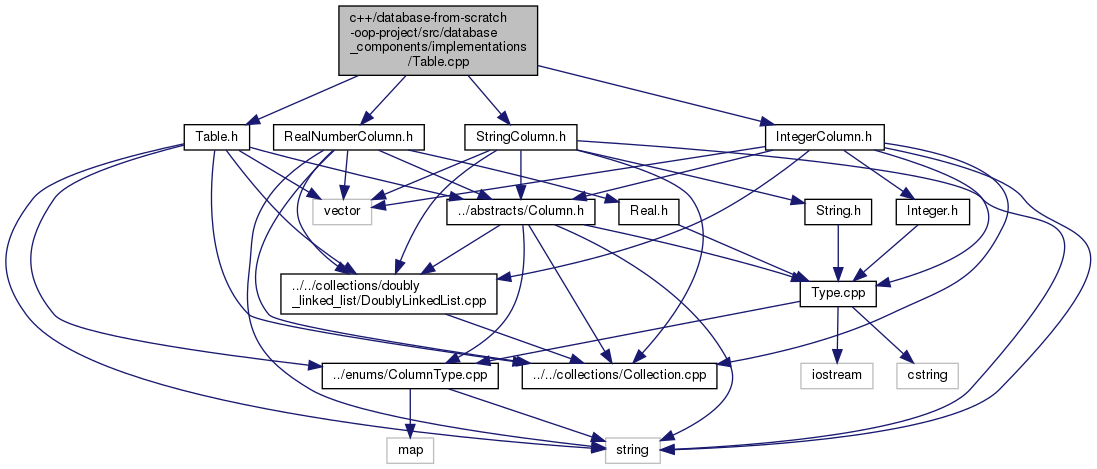 c++/database-from-scratch
-oop-project/src/database
_components/implementations
/Table.cpp
Table.h
RealNumberColumn.h
StringColumn.h
IntegerColumn.h
vector
../abstracts/Column.h
Real.h
String.h
Integer.h
../../collections/doubly
_linked_list/DoublyLinkedList.cpp
Type.cpp
../enums/ColumnType.cpp
../../collections/Collection.cpp
iostream
cstring
map
string